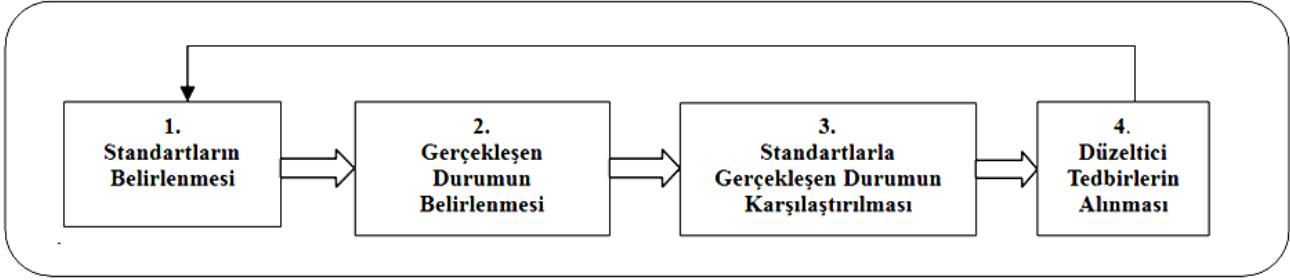 1.
Standartların
Belirlenmesi
2.
Gerçekleşen
Durumun
Belirlenmesi
3.
Standartlarla
Gerçekleşen Durumun
Karşılaştırılması
4.
Düzeltici
Tedbirlerin
Alınması